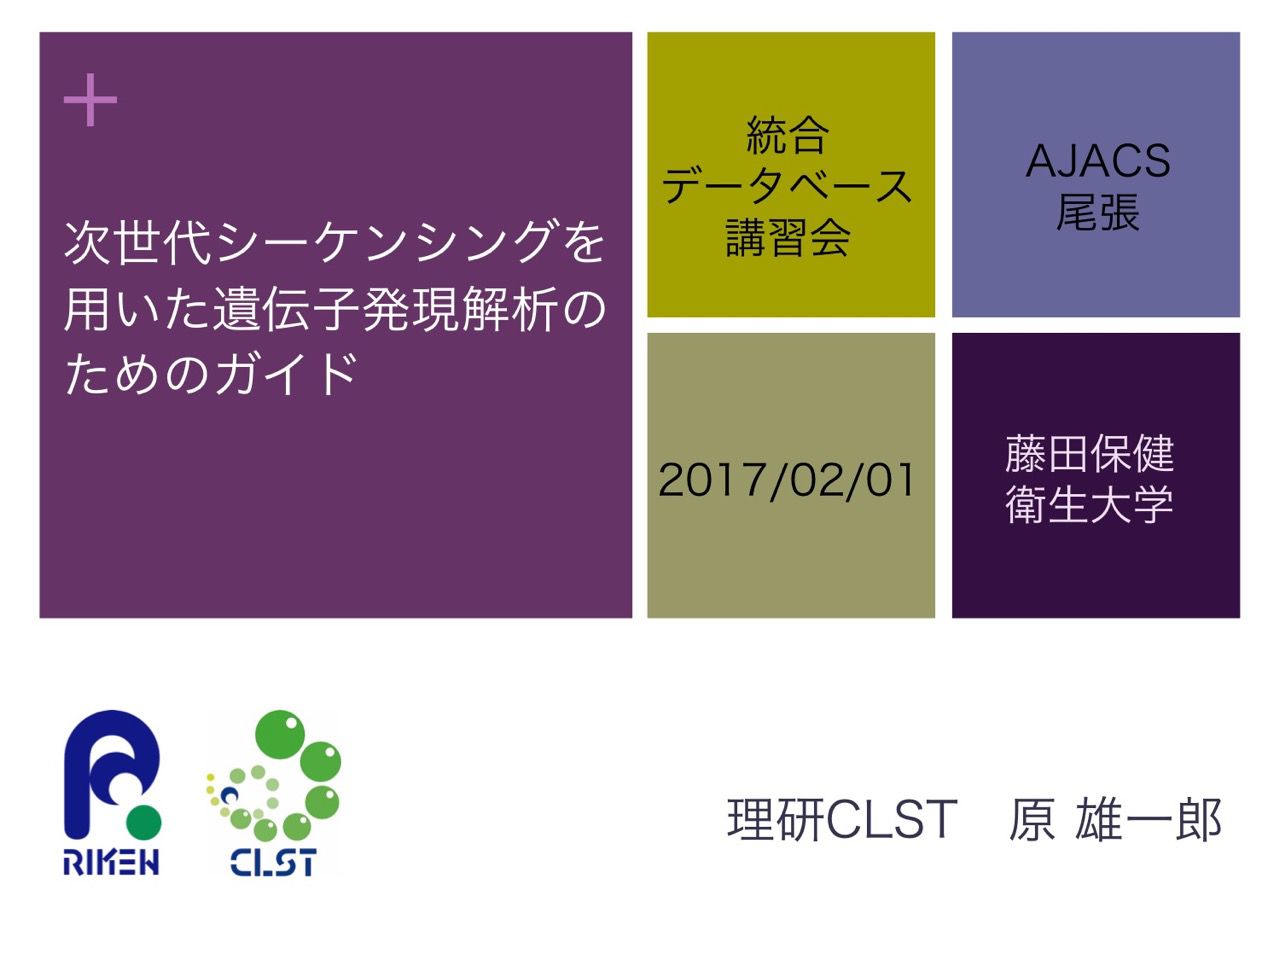 +
次世代シーケンシングを
用いた遺伝子発現解析の
ためのガイド
統合
データベース
講習会
AJACS
尾張
2017/02/01
藤田保健
衛生大学
RIKEN
CLST
理研CLST　原 雄一郎